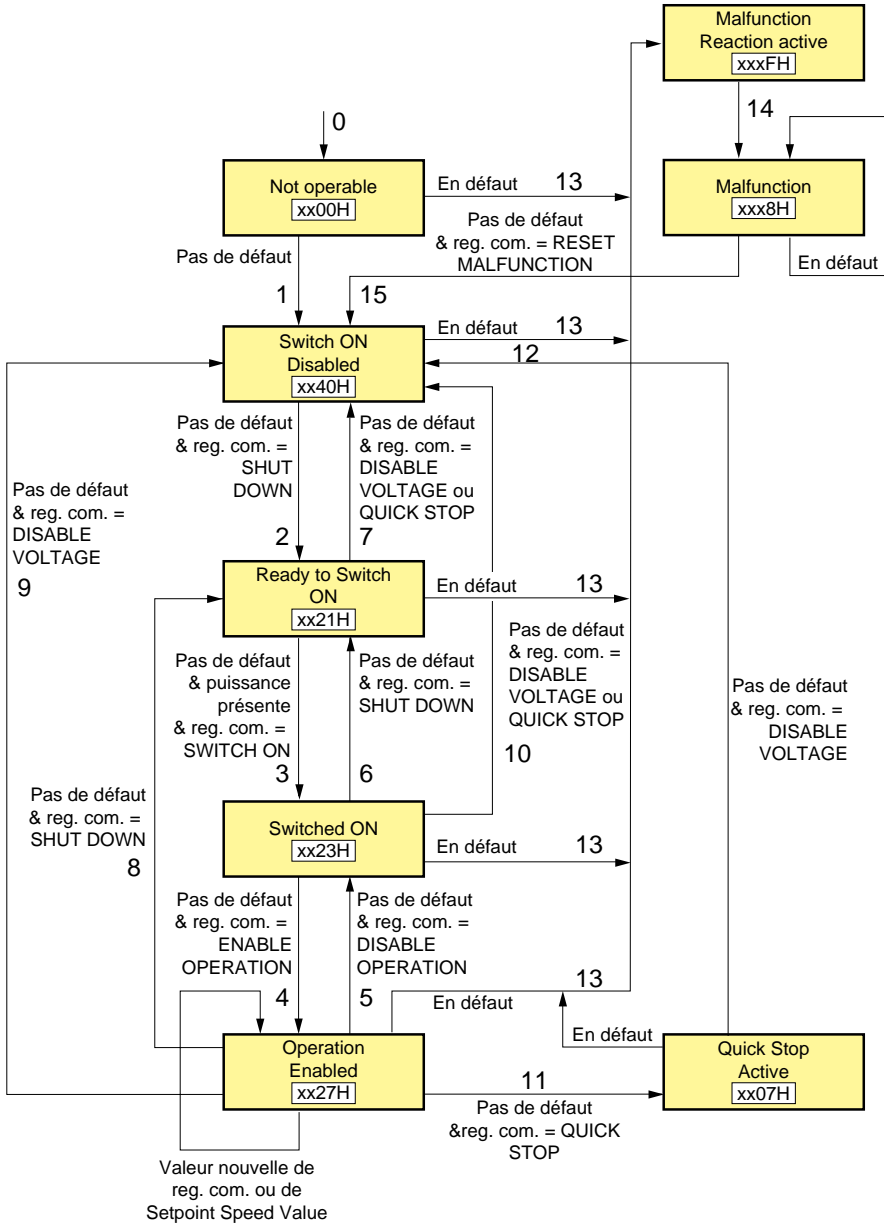 Malfunction
Reaction active
xxxFH
14
0
Not operable
xx00H
En défaut
13
Malfunction
xxx8H
Pas de défaut
& reg. com. = RESET
MALFUNCTION
Pas de défaut
En défaut
1
15
Switch ON
Disabled
xx40H
En défaut
13
12
Pas de défaut
& reg. com. =
SHUT
DOWN
Pas de défaut
& reg. com. =
DISABLE
VOLTAGE ou
QUICK STOP
Pas de défaut
& reg. com. =
DISABLE
VOLTAGE
9
2
7
Ready to Switch
ON
xx21H
En défaut
13
Pas de défaut
& puissance
présente
& reg. com. =
SWITCH ON
Pas de défaut
& reg. com. =
SHUT DOWN
Pas de défaut
& reg. com. =
DISABLE
VOLTAGE ou
QUICK STOP
10
Pas de défaut
& reg. com. =
DISABLE
VOLTAGE
3
6
Pas de défaut
& reg. com. =
SHUT DOWN
8
Switched ON
xx23H
En défaut
13
Pas de défaut
& reg. com. =
ENABLE
OPERATION
Pas de défaut
& reg. com. =
DISABLE
OPERATION
4
5
13
En défaut
En défaut
Operation
Enabled
xx27H
11
Pas de défaut
&reg. com. = QUICK
STOP
Quick Stop
Active
xx07H
Valeur nouvelle de
reg. com. ou de
Setpoint Speed Value